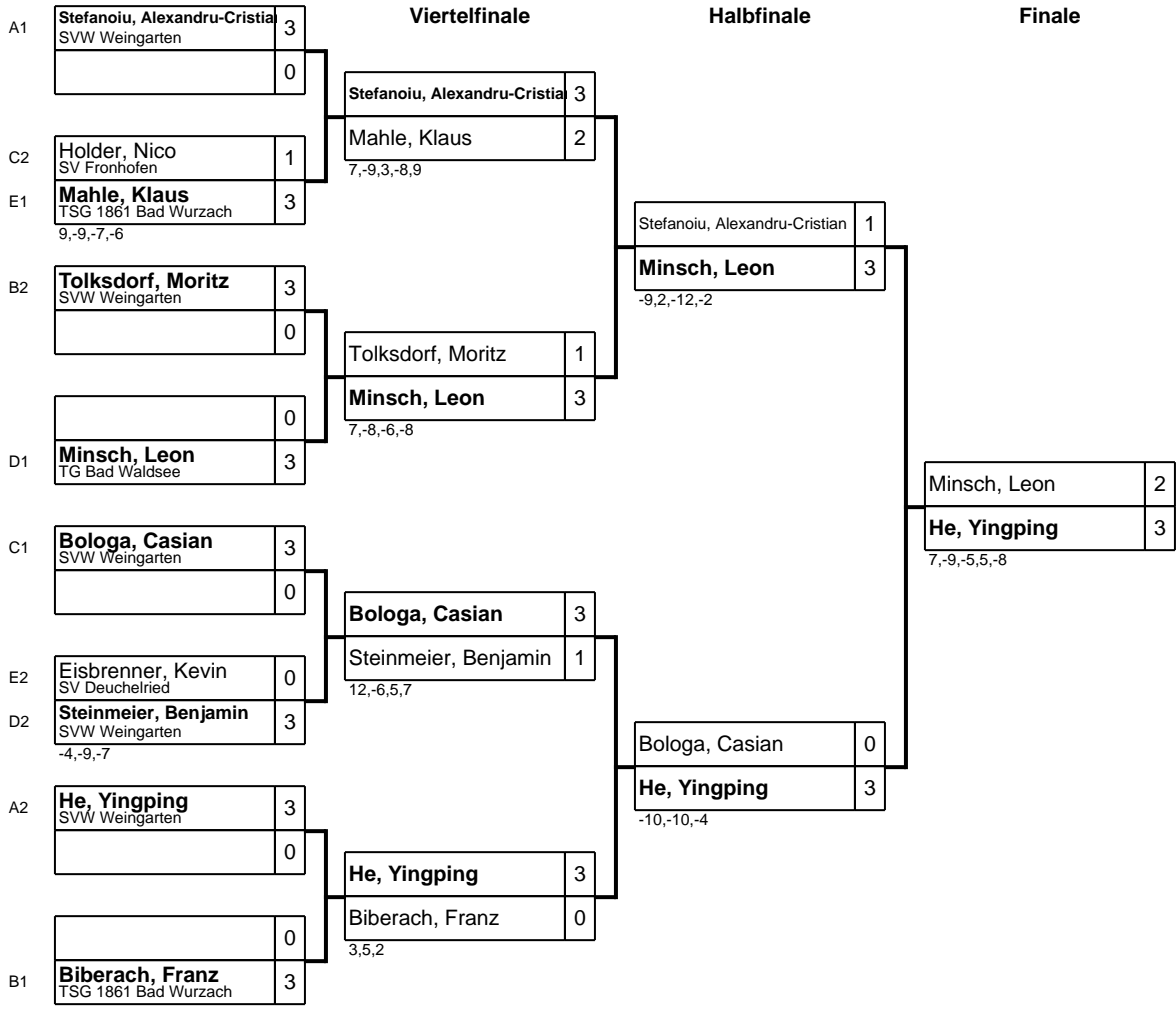 Viertelfinale
Halbfinale
Finale
A1
Stefanoiu, Alexandru-Cristia
SVW Weingarten
3
0
C2
Holder, Nico
SV Fronhofen
1
E1
Mahle, Klaus
TSG 1861 Bad Wurzach
3
9,-9,-7,-6
B2
Tolksdorf, Moritz
SVW Weingarten
3
0
0
D1
Minsch, Leon
TG Bad Waldsee
3
C1
Bologa, Casian
SVW Weingarten
3
0
E2
Eisbrenner, Kevin
SV Deuchelried
0
D2
Steinmeier, Benjamin
SVW Weingarten
3
-4,-9,-7
A2
He, Yingping
SVW Weingarten
3
0
0
B1
Biberach, Franz
TSG 1861 Bad Wurzach
3
Stefanoiu, Alexandru-Cristia 3
Mahle, Klaus 2
7,-9,3,-8,9
Tolksdorf, Moritz 1
Minsch, Leon 3
7,-8,-6,-8
Bologa, Casian 3
Steinmeier, Benjamin 1
12,-6,5,7
He, Yingping 3
Biberach, Franz 0
3,5,2
Stefanoiu, Alexandru-Cristian 1
Minsch, Leon 3
-9,2,-12,-2
Bologa, Casian 0
He, Yingping 3
-10,-10,-4
Minsch, Leon 2
He, Yingping 3
7,-9,-5,5,-8